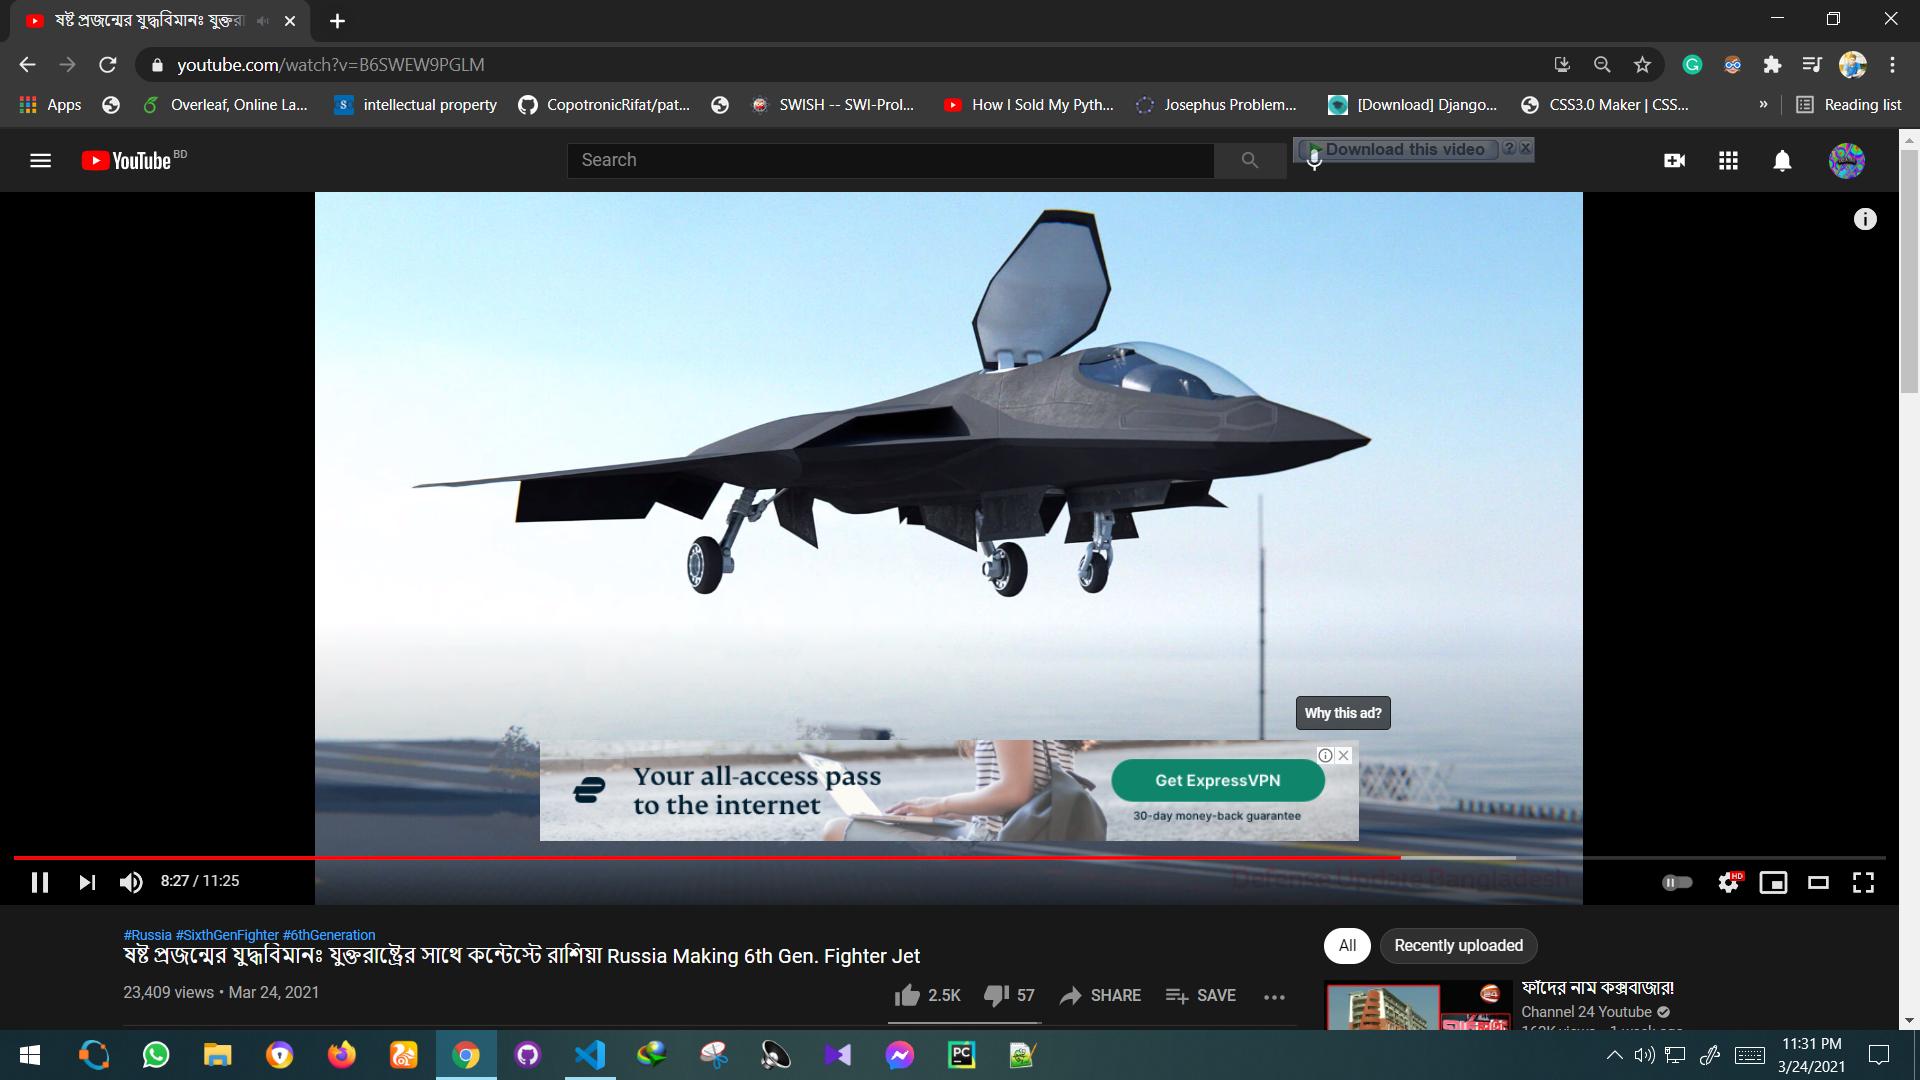 ষষ্ট প্রজন্মের যুদ্ধবিমানঃ যুক্তরা
youtube.com/watch?v=B6SWEW9PGLM
Apps
Overleaf, Online La...
intellectual property
CopotronicRifat/pat...
SWISH -- SWI-Prol...
How I Sold My Pyth...
Josephus Problem...
[Download] Django...
CSS3.0 Maker | CSS...
»
Reading list
YouTube BD
Search
Download this video
Why this ad?
Your all-access pass
to the internet
Get ExpressVPN
30-day money-back guarantee
Defense Update Bangladesh
8:27 / 11:25
HD
#Russia #SixthGenFighter #6thGeneration
ষষ্ট প্রজন্মের যুদ্ধবিমানঃ যুক্তরাষ্ট্রের সাথে কন্টেস্টে রাশিয়া Russia Making 6th Gen. Fighter Jet
23,409 views • Mar 24, 2021
2.5K
57
SHARE
SAVE
All
Recently uploaded
ফাঁদের নাম কক্সবাজার!
Channel 24 Youtube
11:31 PM
3/24/2021